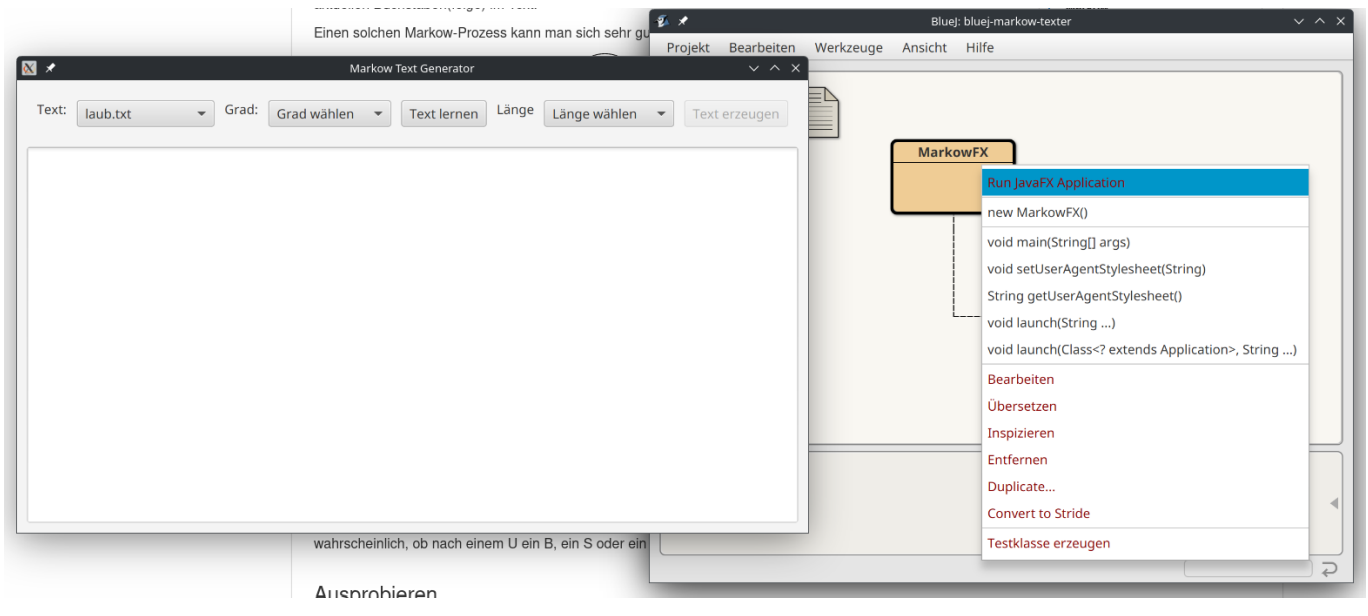 Einen solchen Markow-Prozess kann man sich sehr gu
BlueJ: bluej-markow-texter
Projekt Bearbeiten Werkzeuge Ansicht Hilfe
Markow Text Generator
Text: laub.txt Grad: Grad wählen Text lernen Länge Länge wählen Text erzeugen
MarkowFX
Run JavaFX Application
new MarkowFX()
void main(String[] args)
void setUserAgentStylesheet(String)
String getUserAgentStylesheet()
void launch(String ...)
void launch(Class<? extends Application>, String ...)
Bearbeiten
Übersetzen
Inspizieren
Entfernen
Duplicate...
Convert to Stride
Testklasse erzeugen
wahrscheinlich, ob nach einem U ein B, ein S oder ein
Ausprobieren